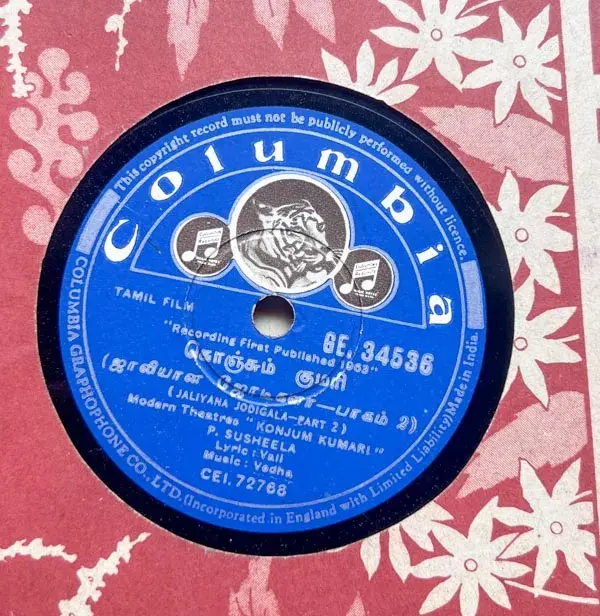 This copyright record must not be publicly performed without licence.
Columbia
TAMIL FILM
GE. 34536
"Recording First Published 1963"
கொஞ்சும் குமரி
(ஜாலியான ஜோடிகளா—பாகம் 2)
(JALIYANA JODIGALA—PART 2)
Modern Theatres "KONJUM KUMARI"
P. SUSHEELA
Lyric : Vali
Music : Vedha
CEI. 72768
COLUMBIA GRAPHOPHONE CO., LTD. (Incorporated in England with Limited Liability) Made in India.